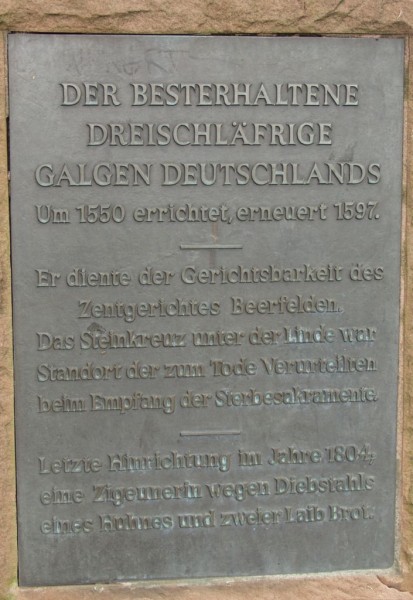 DER BESTERHALTENE
DREISCHLÄFRIGE
GALGEN DEUTSCHLANDS
Um 1550 errichtet, erneuert 1597.
Er diente der Gerichtsbarkeit des
Zentgerichtes Beerfelden.
Das Steinkreuz unter der Linde war
Standort der zum Tode Verurteilten
beim Empfang der Sterbesakramente.
Letzte Hinrichtung im Jahre 1804,
eine Zigeunerin wegen Diebstahls
eines Huhnes und zweier Laib Brot.